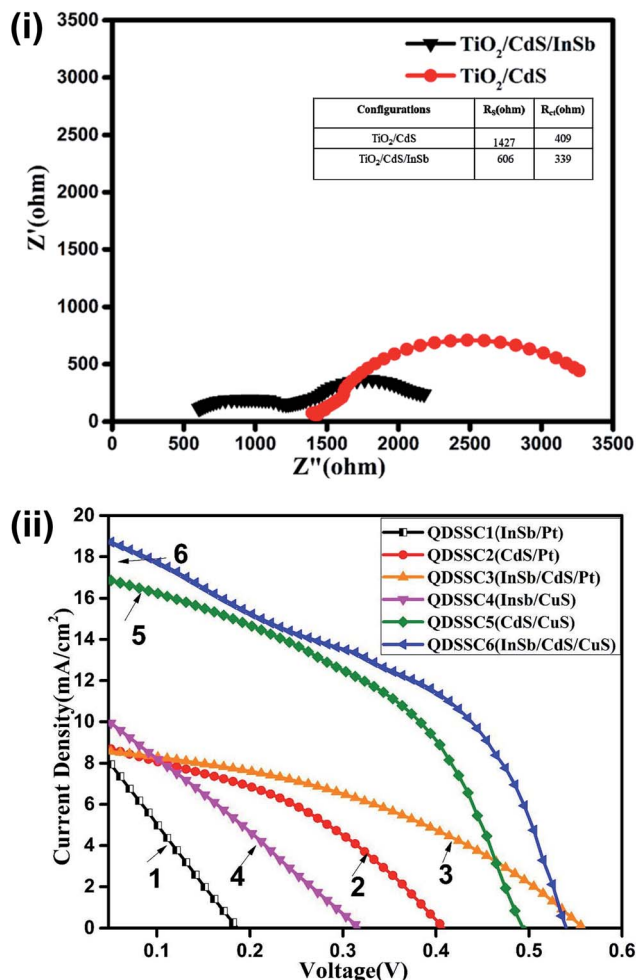 (i)
3500
3000
2500
2000
1500
1000
500
0
Z'(ohm)
TiO2/CdS/InSb
TiO2/CdS
Configurations Rs(ohm) Rct(ohm)
TiO2/CdS 1427 409
TiO2/CdS/InSb 606 339
0 500 1000 1500 2000 2500 3000 3500
Z"(ohm)
(ii)
20
18
16
14
12
10
8
6
4
2
0
Current Density(mA/cm2)
QDSSC1(InSb/Pt)
QDSSC2(CdS/Pt)
QDSSC3(InSb/CdS/Pt)
QDSSC4(Insb/CuS)
QDSSC5(CdS/CuS)
QDSSC6(InSb/CdS/CuS)
6
5
1
4
2
3
0.1 0.2 0.3 0.4 0.5 0.6
Voltage(V)